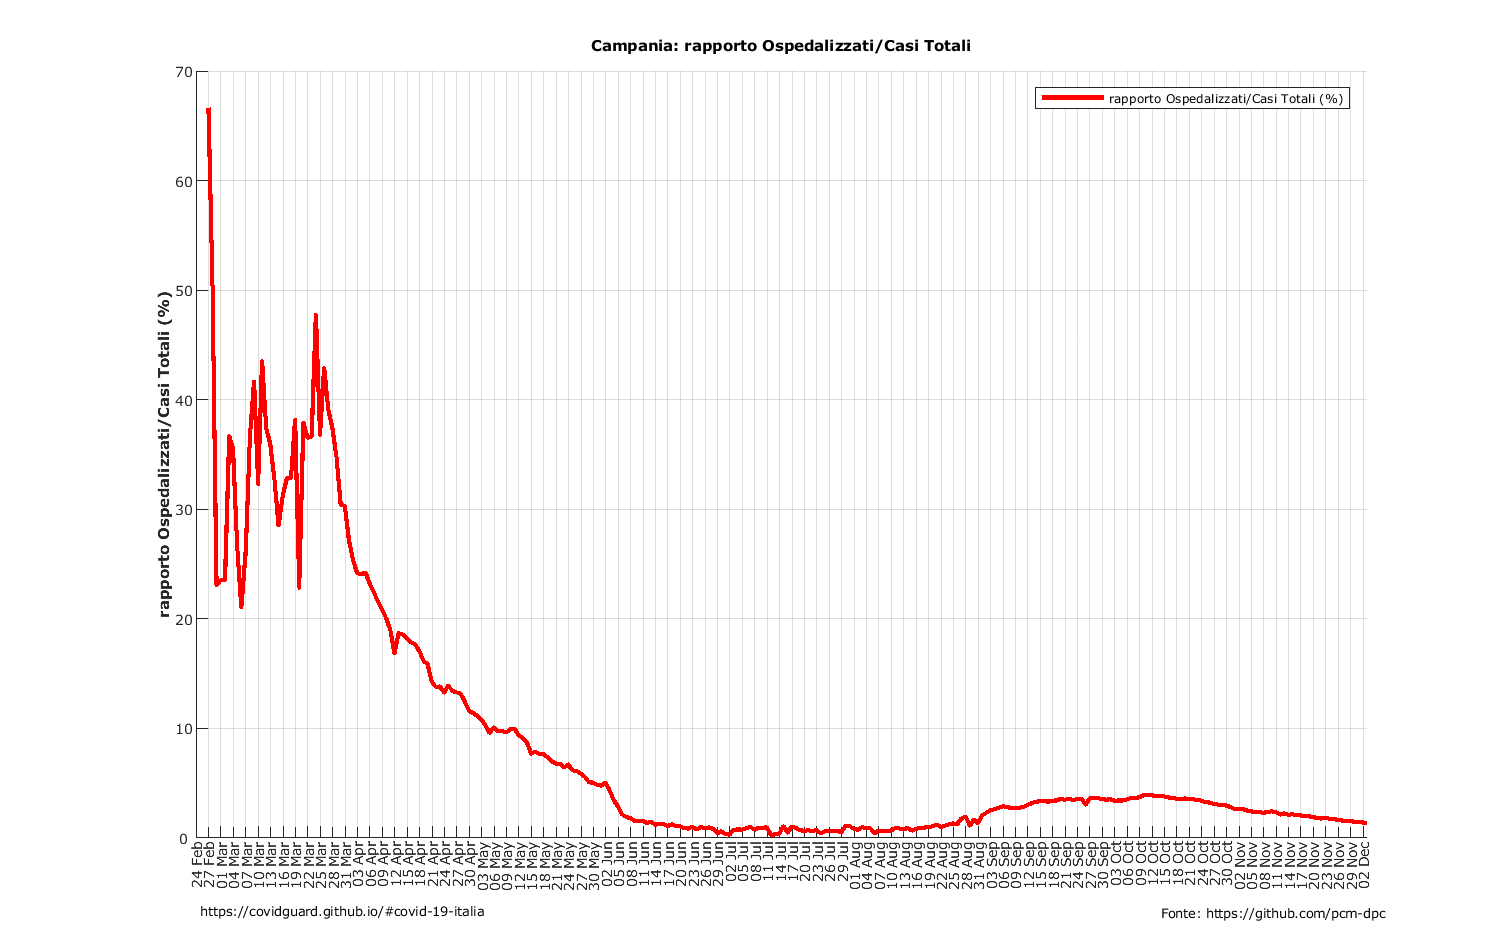 Campania: rapporto Ospedalizzati/Casi Totali
rapporto Ospedalizzati/Casi Totali (%)
rapporto Ospedalizzati/Casi Totali (%)
70
60
50
40
30
20
10
0
24 Feb
27 Feb
01 Mar
04 Mar
07 Mar
10 Mar
13 Mar
16 Mar
19 Mar
22 Mar
25 Mar
28 Mar
31 Mar
03 Apr
06 Apr
09 Apr
12 Apr
15 Apr
18 Apr
21 Apr
24 Apr
27 Apr
30 Apr
03 May
06 May
09 May
12 May
15 May
18 May
21 May
24 May
27 May
30 May
02 Jun
05 Jun
08 Jun
11 Jun
14 Jun
17 Jun
20 Jun
23 Jun
26 Jun
29 Jun
02 Jul
05 Jul
08 Jul
11 Jul
14 Jul
17 Jul
20 Jul
23 Jul
26 Jul
29 Jul
01 Aug
04 Aug
07 Aug
10 Aug
13 Aug
16 Aug
19 Aug
22 Aug
25 Aug
28 Aug
31 Aug
03 Sep
06 Sep
09 Sep
12 Sep
15 Sep
18 Sep
21 Sep
24 Sep
27 Sep
30 Sep
03 Oct
06 Oct
09 Oct
12 Oct
15 Oct
18 Oct
21 Oct
24 Oct
27 Oct
30 Oct
02 Nov
05 Nov
08 Nov
11 Nov
14 Nov
17 Nov
20 Nov
23 Nov
26 Nov
29 Nov
02 Dec
https://covidguard.github.io/#covid-19-italia
Fonte: https://github.com/pcm-dpc